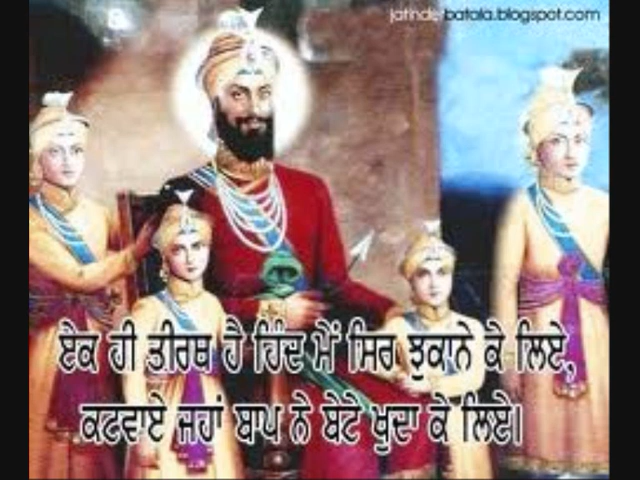 jatinder batala.blogspot.com
ਏਕ ਹੀ ਤੀਰਥ ਹੈ ਹਿੰਦ ਮੇਂ ਸਿਰ ਝੁਕਾਨੇ ਕੇ ਲਿਏ,
ਕਟਵਾਏ ਜਹਾਂ ਬਾਪ ਨੇ ਬੇਟੇ ਖੁਦਾ ਕੇ ਲਿਏ।